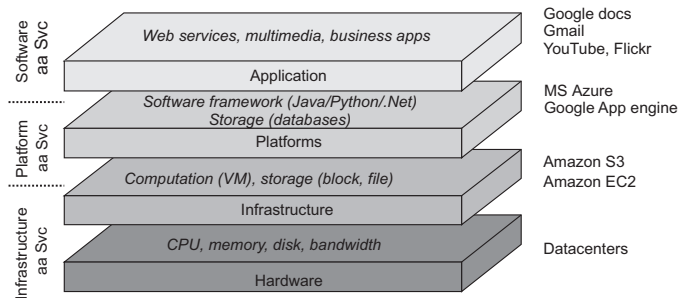 Software
aa Svc
Web services, multimedia, business apps
Application
Google docs
Gmail
YouTube, Flickr
Platform
aa Svc
Software framework (Java/Python/.Net)
Storage (databases)
Platforms
MS Azure
Google App engine
Infrastructure
aa Svc
Computation (VM), storage (block, file)
Infrastructure
Amazon S3
Amazon EC2
CPU, memory, disk, bandwidth
Hardware
Datacenters